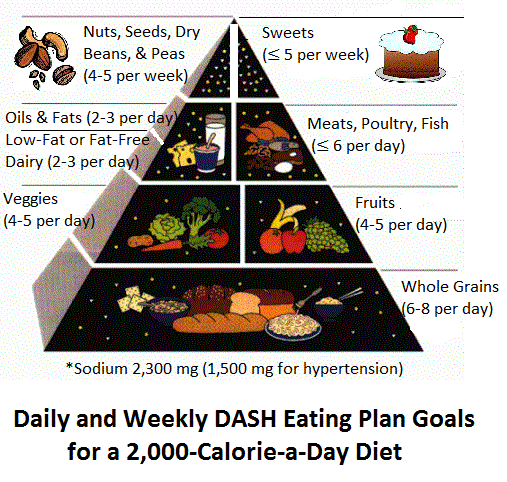 Nuts, Seeds, Dry
Beans, & Peas
(4-5 per week)
Sweets
(≤ 5 per week)
Oils & Fats (2-3 per day)
Low-Fat or Fat-Free
Dairy (2-3 per day)
Meats, Poultry, Fish
(≤ 6 per day)
Veggies
(4-5 per day)
Fruits
(4-5 per day)
Whole Grains
(6-8 per day)
*Sodium 2,300 mg (1,500 mg for hypertension)
Daily and Weekly DASH Eating Plan Goals
for a 2,000-Calorie-a-Day Diet